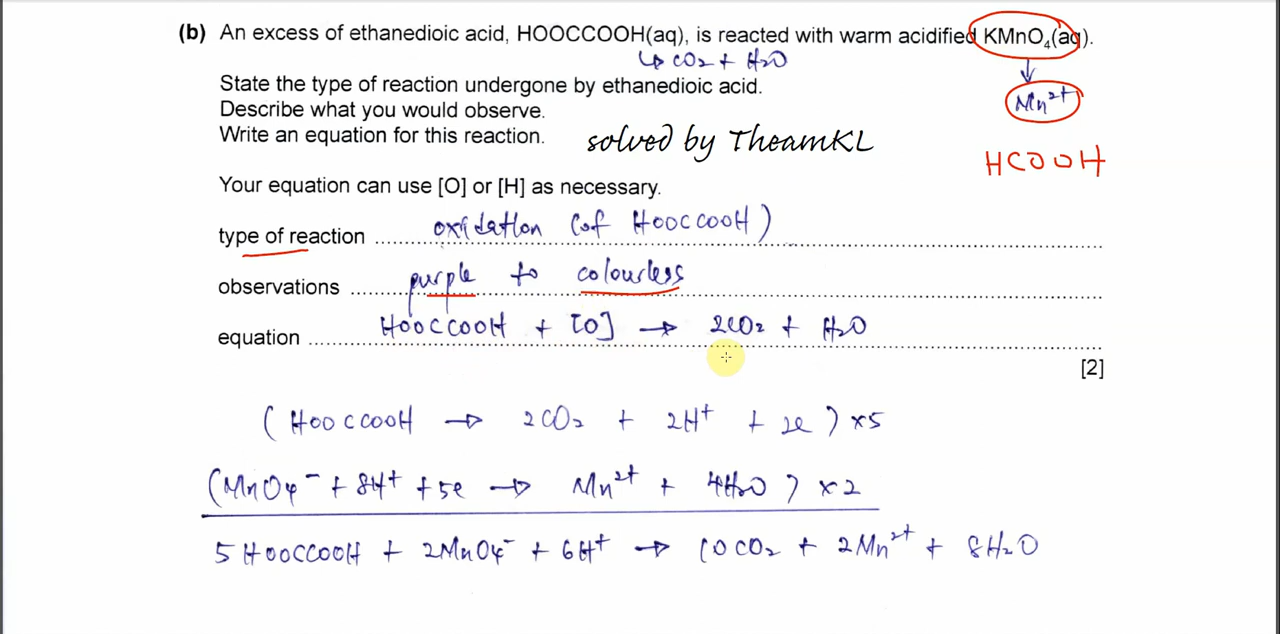 (b) An excess of ethanedioic acid, HOOCCOOH(aq), is reacted with warm acidified KMnO₄(aq).
↳ CO₂ + H₂O
↓
Mn²⁺
State the type of reaction undergone by ethanedioic acid.
Describe what you would observe.
Write an equation for this reaction.
solved by TheamKL
HCOOH
Your equation can use [O] or [H] as necessary.
type of reaction ..... oxidation (of HOOCCOOH)
observations ..... purple to colourless
equation ..... HOOCCOOH + [O] → 2CO₂ + H₂O
[2]
(HOOCCOOH → 2CO₂ + 2H⁺ + 2e) ×5
(MnO₄⁻ + 8H⁺ + 5e → Mn²⁺ + 4H₂O) ×2
5HOOCCOOH + 2MnO₄⁻ + 6H⁺ → 10CO₂ + 2Mn²⁺ + 8H₂O